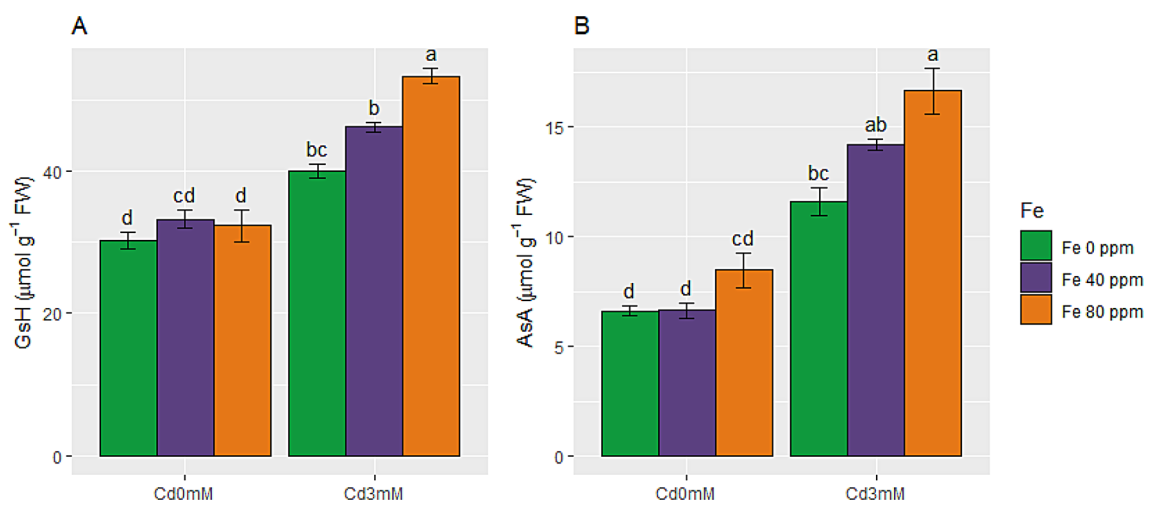 A
GsH (μmol g⁻¹ FW)
40
20
0
d
cd
d
bc
b
a
Cd0mM
Cd3mM
B
AsA (μmol g⁻¹ FW)
15
10
5
0
d
d
cd
bc
ab
a
Cd0mM
Cd3mM
Fe
Fe 0 ppm
Fe 40 ppm
Fe 80 ppm